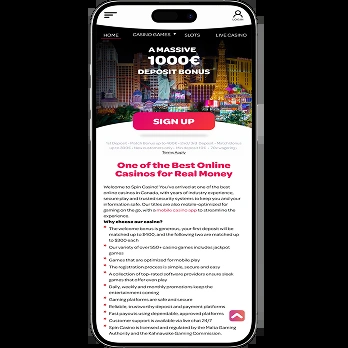 LOGIN
HOME
CASINO GAMES
SLOTS
LIVE CASINO
A MASSIVE
1000€
DEPOSIT BONUS
SIGN UP
Terms Apply
One of the Best Online
Casinos for Real Money
Welcome to Spin Casino! You've arrived at one of the best
online casinos in Canada, with years of industry experience,
secure play and trusted security systems to keep you and your
information safe. Our titles are also mobile optimized for
gaming on the go, with a mobile casino app to streamline the
experience.
Why choose our casino?
The welcome bonus is generous, your first deposit will be
matched up to $400, and the following two are matched up
to $300 each
Our variety of over 550+ casino games includes jackpot
games
Games that are optimized for mobile play
The registration process is simple, secure and easy
A collection of top-rated software providers ensure sleek
games that offer easy play
Daily, weekly and monthly promotions keep the
entertainment coming
Gaming platforms are safe and secure
Reliable, trustworthy deposit and payment platforms
Fast payouts using dependable, approved platforms
Customer support is available via live chat 24/7
Spin Casino is licensed and regulated by the Malta Gaming
Authority and the Kahnawake Gaming Commission.